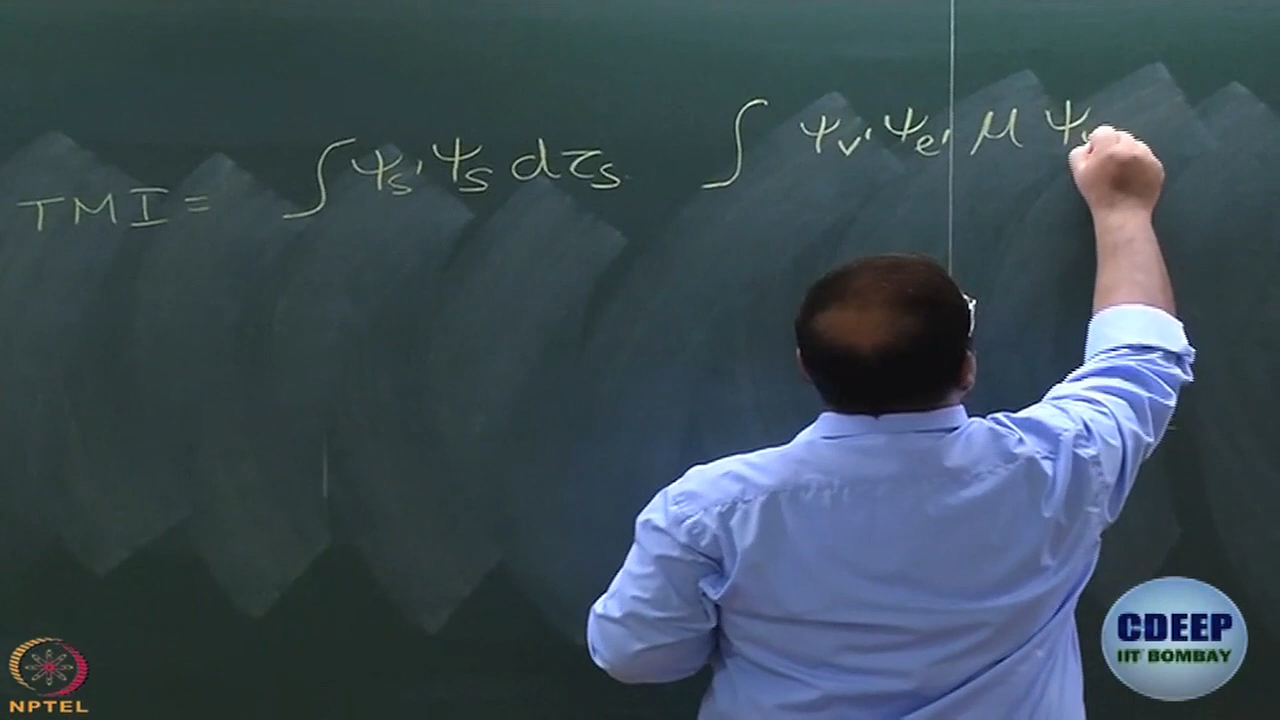 TMI = ∫ψs' ψs dτs ∫ ψv' ψe' μ ψ
NPTEL
CDEEP
IIT BOMBAY